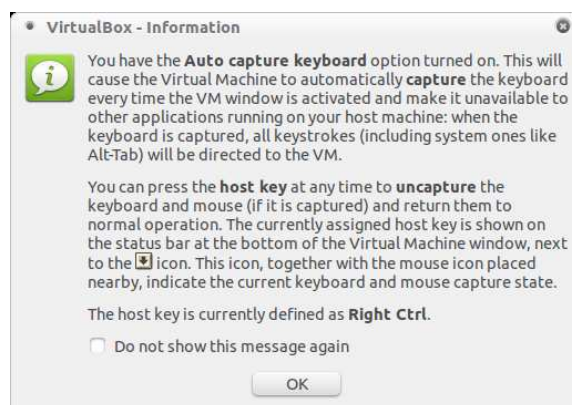 VirtualBox - Information
You have the Auto capture keyboard option turned on. This will
cause the Virtual Machine to automatically capture the keyboard
every time the VM window is activated and make it unavailable to
other applications running on your host machine: when the
keyboard is captured, all keystrokes (including system ones like
Alt-Tab) will be directed to the VM.
You can press the host key at any time to uncapture the
keyboard and mouse (if it is captured) and return them to
normal operation. The currently assigned host key is shown on
the status bar at the bottom of the Virtual Machine window, next
to the icon. This icon, together with the mouse icon placed
nearby, indicate the current keyboard and mouse capture state.
The host key is currently defined as Right Ctrl.
Do not show this message again
OK